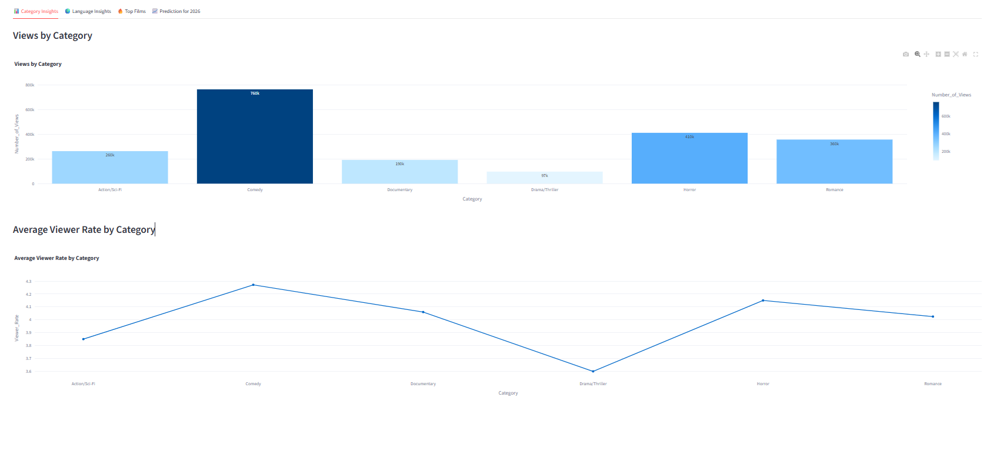 Category Insights Language Insights Top Films Prediction for 2026
Views by Category
Views by Category
Number_of_Views
800k
600k
400k
200k
0
260k
760k
190k
97k
410k
360k
Action/Sci-Fi Comedy Documentary Drama/Thriller Horror Romance
Category
Number_of_Views
600k
400k
200k
Average Viewer Rate by Category
Average Viewer Rate by Category
Viewer_Rate
4.3
4.2
4.1
4
3.9
3.8
3.7
3.6
Action/Sci-Fi Comedy Documentary Drama/Thriller Horror Romance
Category